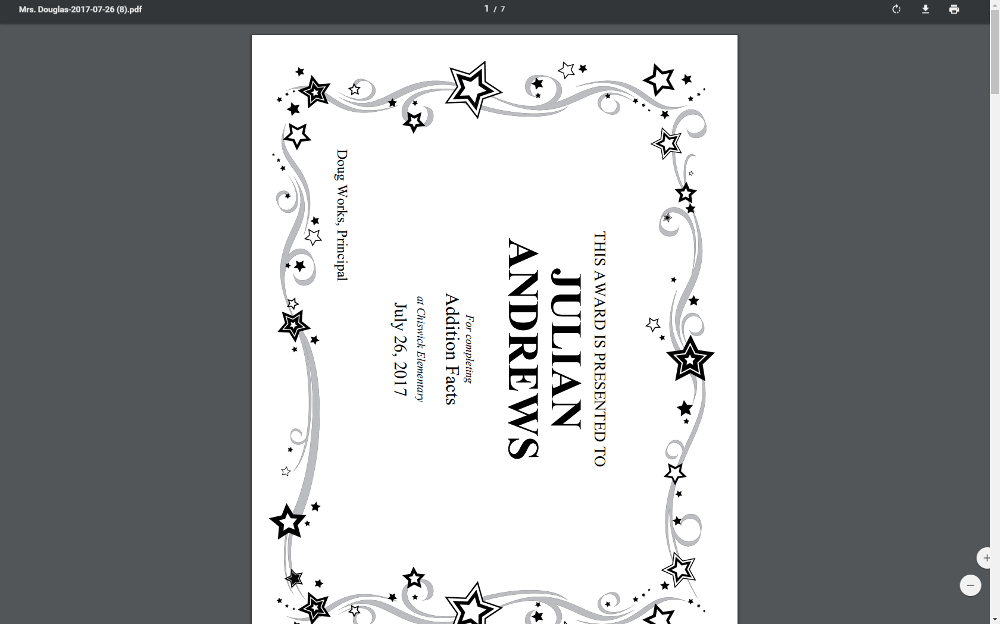 Mrs. Douglas-2017-07-26 (8).pdf
1 / 7
THIS AWARD IS PRESENTED TO
JULIAN
ANDREWS
For completing
Addition Facts
at Chiswick Elementary
July 26, 2017
Doug Works, Principal